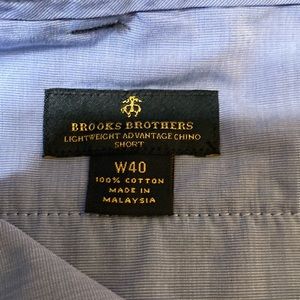 BROOKS BROTHERS
LIGHTWEIGHT ADVANTAGE CHINO
SHORT
W40
100% COTTON
MADE IN
MALAYSIA